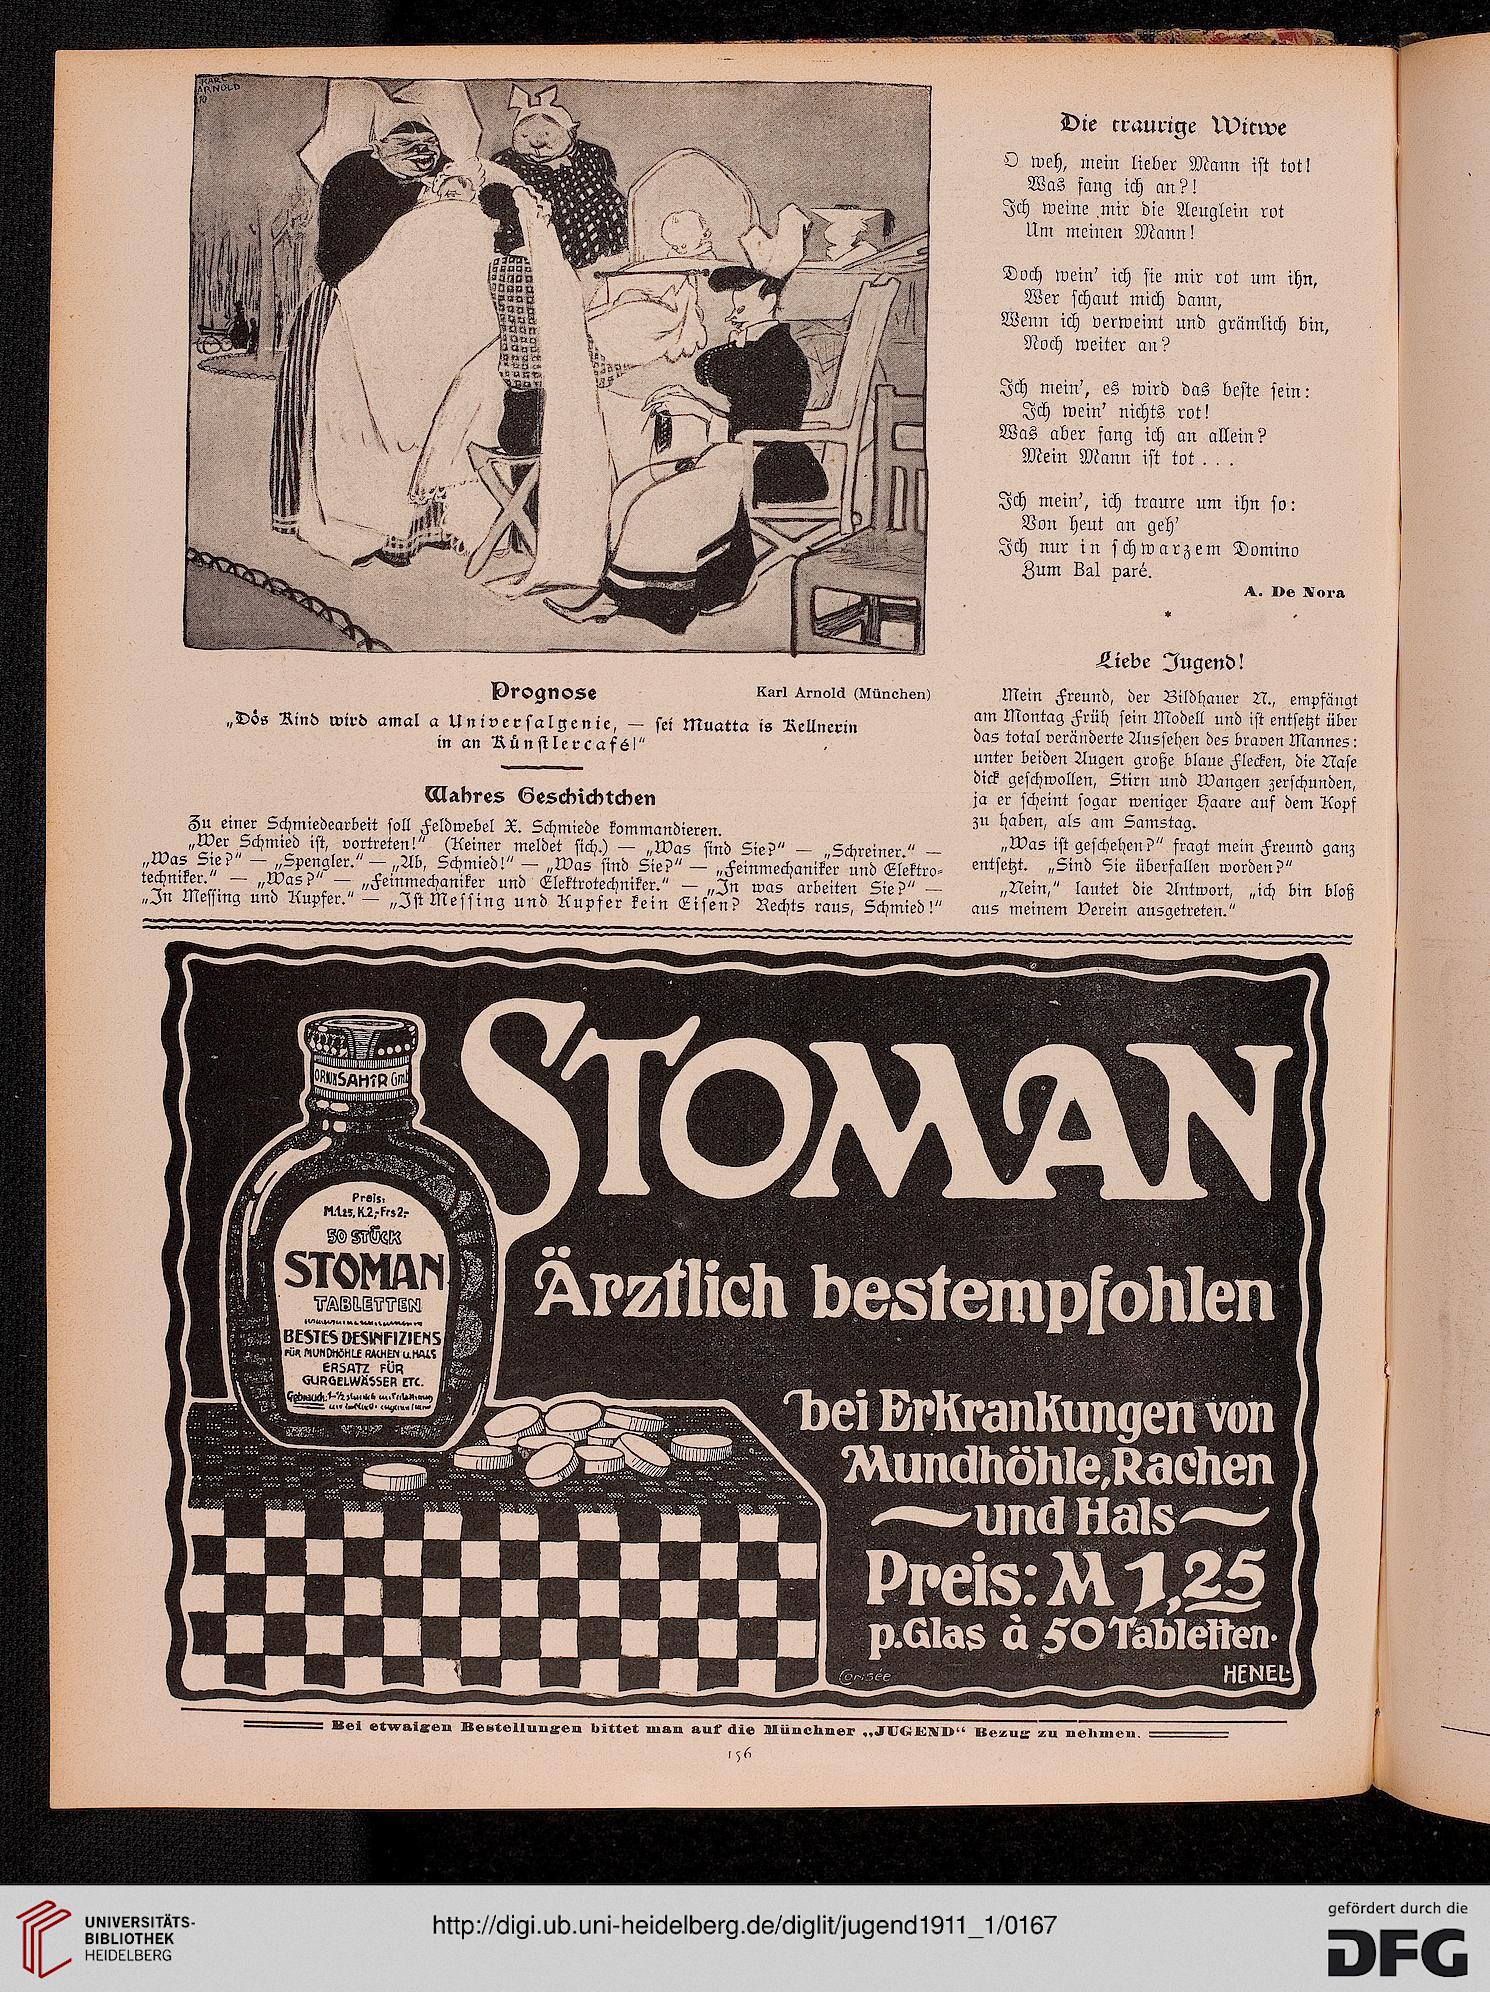 KARL
ARNOLD
10
Prognose
Karl Arnold (München)
„Dös Kind wird amal a Universalgenie, — sei Muatta is Kellnerin
in an Künstlercafé!“
Wahres Geschichtchen
Zu einer Schmiedearbeit soll Feldwebel X. Schmiede kommandieren.
„Wer Schmied ist, vortreten!“ (Keiner meldet sich.) — „Was sind Sie?“ — „Schreiner.“ —
„Was Sie?“ — „Spengler.“ — „Ab, Schmied!“ — „Was sind Sie?“ — „Feinmechaniker und Elektro-
techniker.“ — „Was?“ — „Feinmechaniker und Elektrotechniker.“ — „In was arbeiten Sie?“ —
„In Messing und Kupfer.“ — „Ist Messing und Kupfer kein Eisen? Rechts raus, Schmied!“
Die traurige Witwe
O weh, mein lieber Mann ist tot!
Was fang ich an?!
Ich weine mir die Aeuglein rot
Um meinen Mann!
Doch wein' ich sie mir rot um ihn,
Wer schaut mich dann,
Wenn ich verweint und grämlich bin,
Noch weiter an?
Ich mein', es wird das beste sein:
Ich wein' nichts rot!
Was aber fang ich an allein?
Mein Mann ist tot . . .
Ich mein', ich traure um ihn so:
Von heut an geh'
Ich nur in schwarzem Domino
Zum Bal paré.
A. De Nora
*
Liebe Jugend!
Mein Freund, der Bildhauer N., empfängt
am Montag Früh sein Modell und ist entsetzt über
das total veränderte Aussehen des braven Mannes:
unter beiden Augen große blaue Flecken, die Nase
dick geschwollen, Stirn und Wangen zerschunden,
ja er scheint sogar weniger Haare auf dem Kopf
zu haben, als am Samstag.
„Was ist geschehen?“ fragt mein Freund ganz
entsetzt. „Sind Sie überfallen worden?“
„Nein,“ lautet die Antwort, „ich bin bloß
aus meinem Verein ausgetreten.“
STOMAN
SAHIR Gmb
Preis:
M.1.25, K.2,- Frs 2,-
50 STÜCK
STOMAN
TABLETTEN
BESTES DESINFIZIENS
FÜR MUNDHÖHLE RACHEN u. HALS
ERSATZ FÜR
GURGELWÄSSER ETC.
Gebrauch:
Ärztlich bestempfohlen
bei Erkrankungen von
Mundhöhle, Rachen
und Hals
Preis: M 1,25
p. Glas à 50 Tabletten.
Corisée
HENEL.
Bei etwaigen Bestellungen bittet man auf die Münchner „JUGEND“ Bezug zu nehmen.
156
UNIVERSITÄTS-
BIBLIOTHEK
HEIDELBERG
http://digi.ub.uni-heidelberg.de/diglit/jugend1911_1/0167
gefördert durch die
DFG